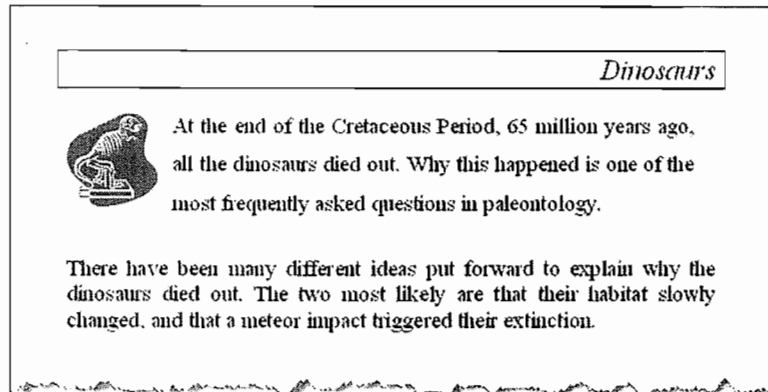 Dinosaurs
At the end of the Cretaceous Period, 65 million years ago,
all the dinosaurs died out. Why this happened is one of the
most frequently asked questions in paleontology.
There have been many different ideas put forward to explain why the
dinosaurs died out. The two most likely are that their habitat slowly
changed, and that a meteor impact triggered their extinction.